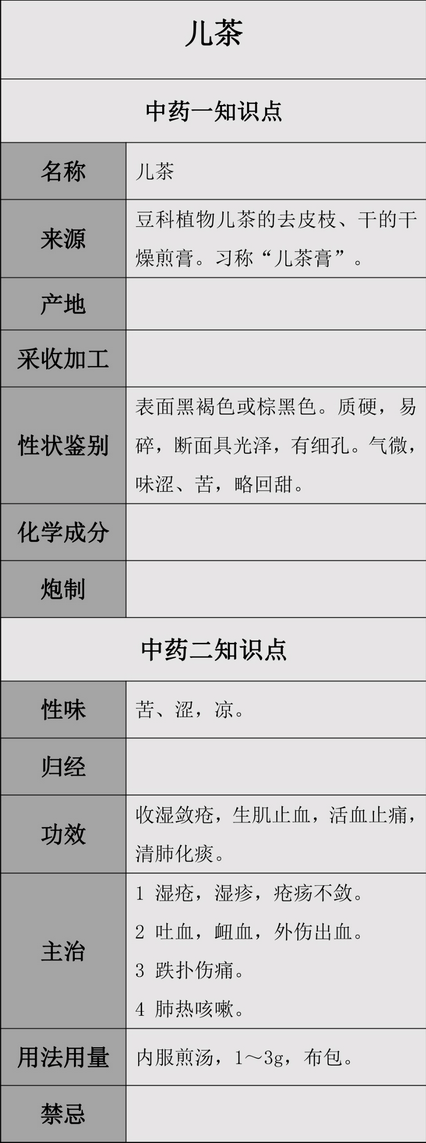 儿茶
中药一知识点
名称
儿茶
来源
豆科植物儿茶的去皮枝、干的干
燥煎膏。习称“儿茶膏”。
产地
采收加工
性状鉴别
表面黑褐色或棕黑色。质硬，易
碎，断面具光泽，有细孔。气微，
味涩、苦，略回甜。
化学成分
炮制
中药二知识点
性味
苦、涩，凉。
归经
功效
收湿敛疮，生肌止血，活血止痛，
清肺化痰。
主治
1 湿疮，湿疹，疮疡不敛。
2 吐血，衄血，外伤出血。
3 跌扑伤痛。
4 肺热咳嗽。
用法用量
内服煎汤，1～3g，布包。
禁忌